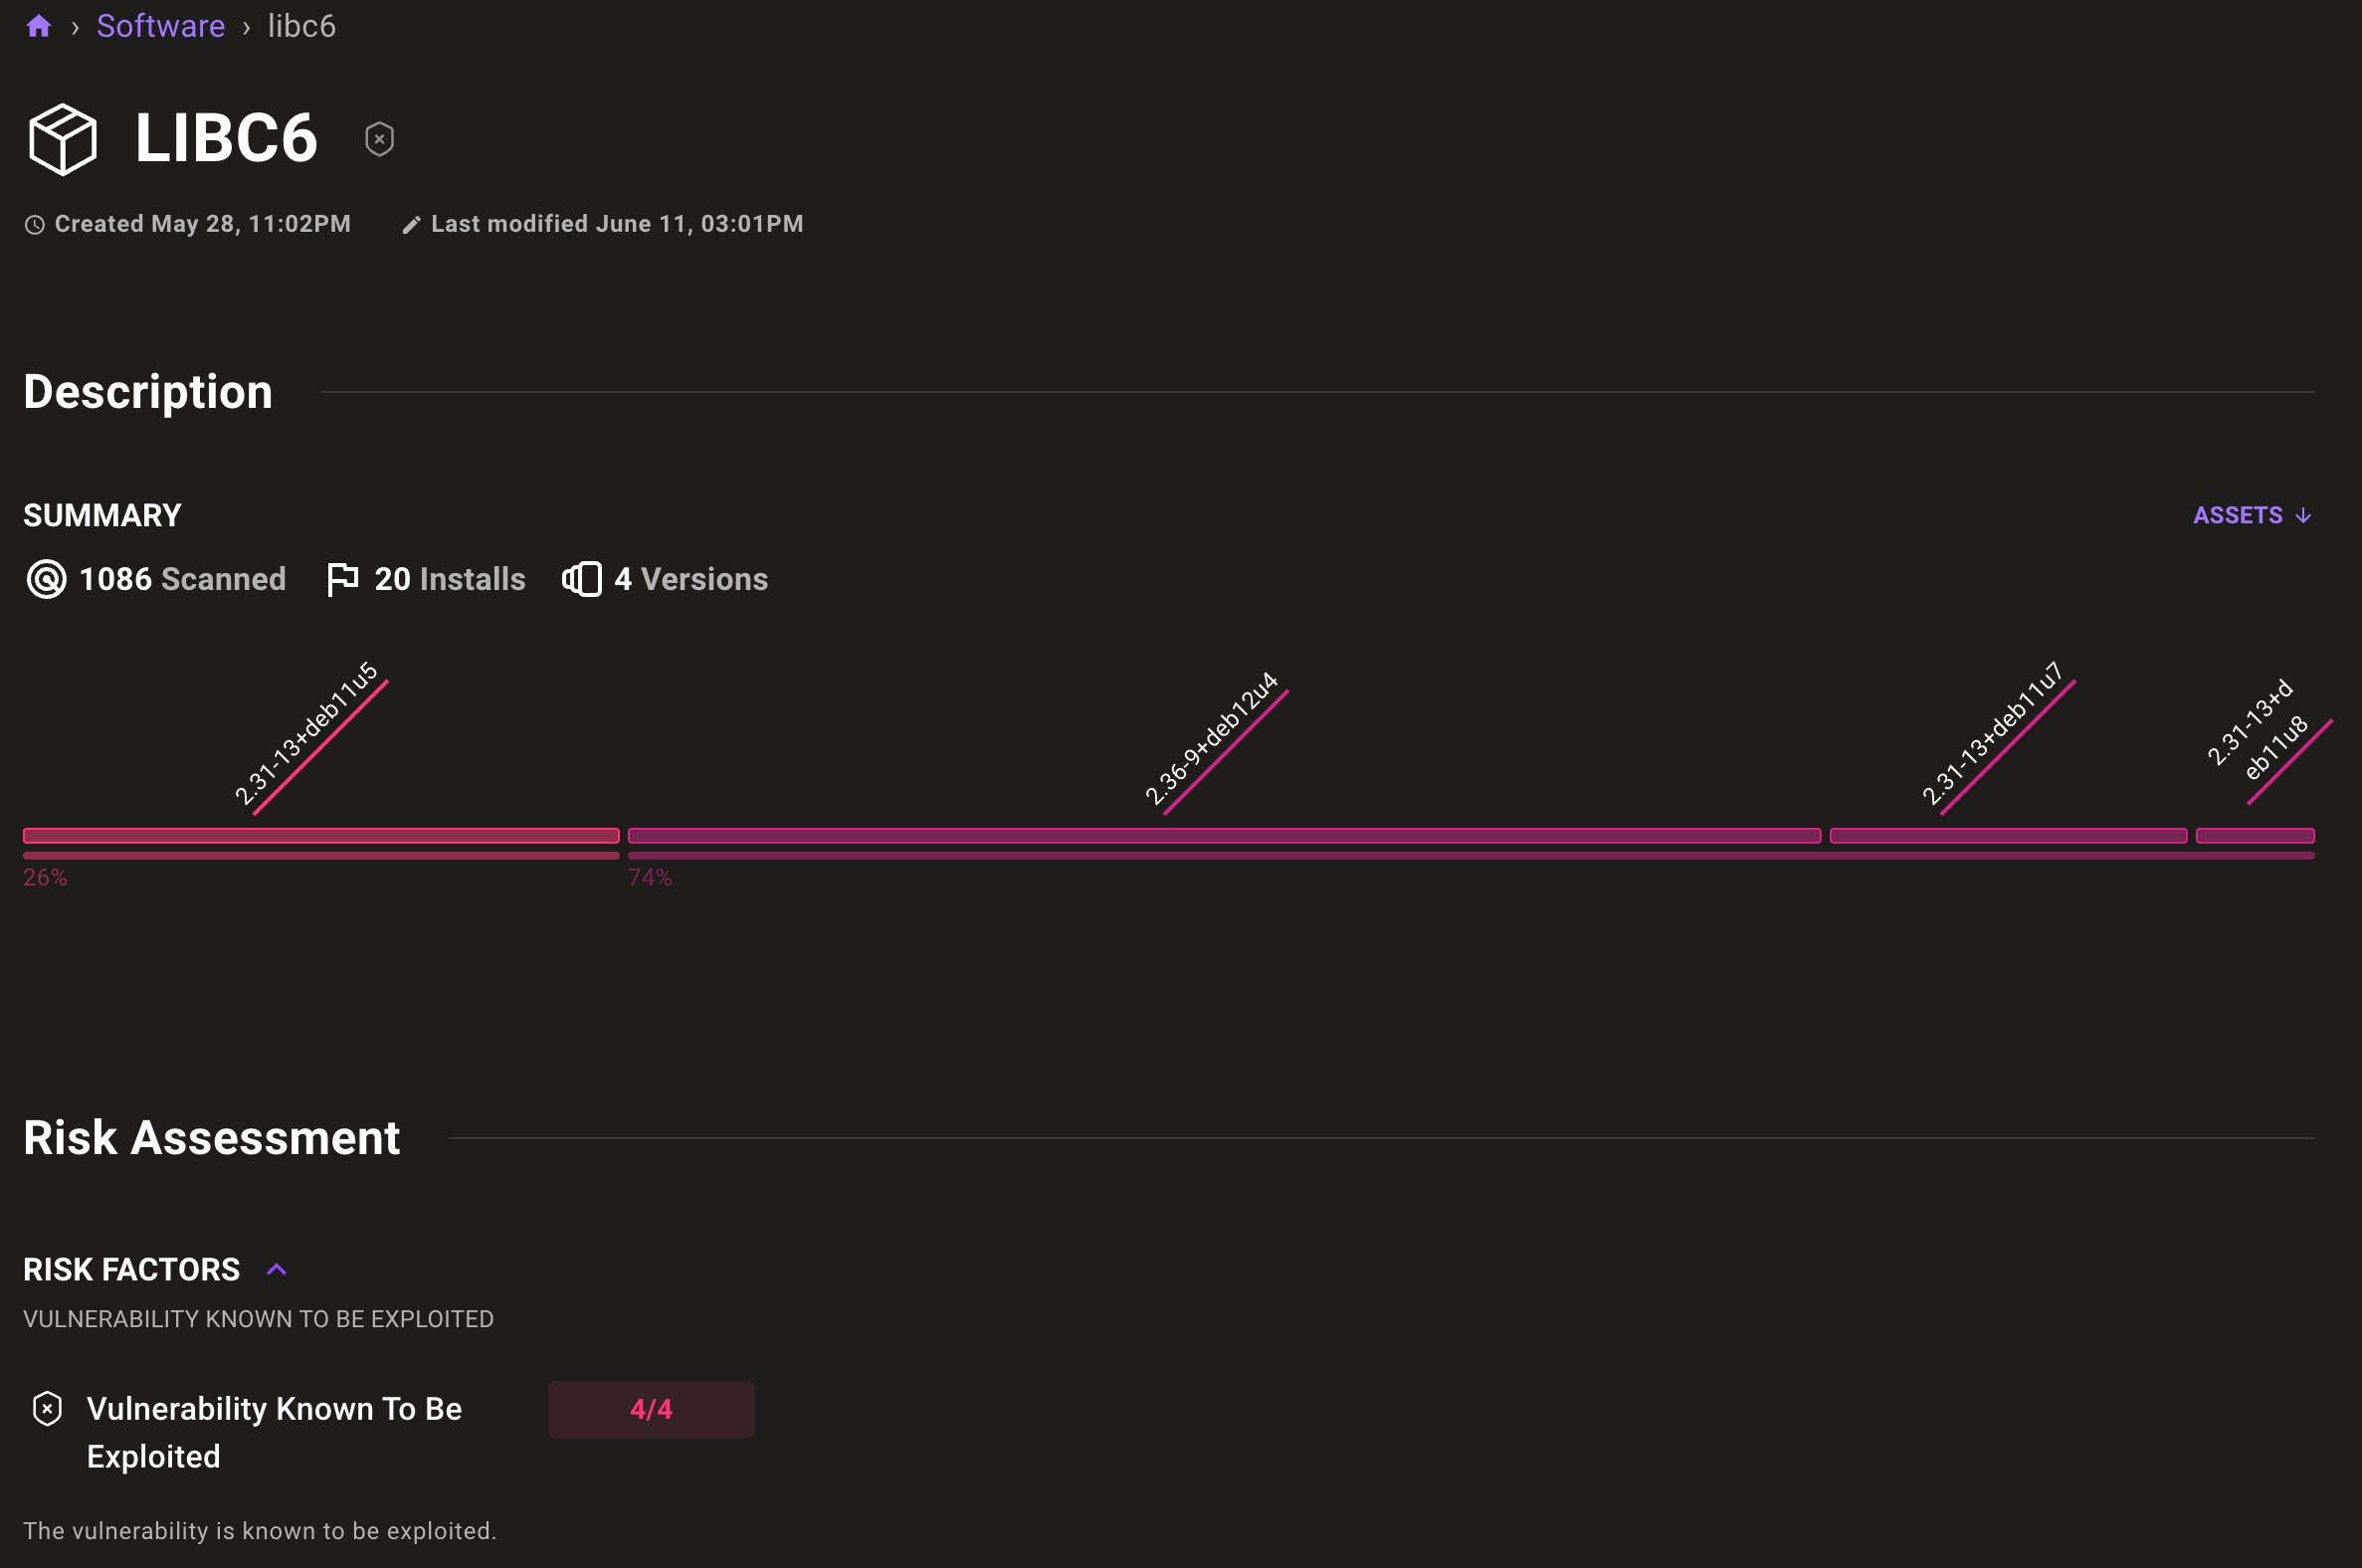 › Software › libc6
LIBC6
Created May 28, 11:02PM Last modified June 11, 03:01PM
Description
SUMMARY
ASSETS
1086 Scanned 20 Installs 4 Versions
2.31-13+deb11u5
2.36-9+deb12u4
2.31-13+deb11u7
2.31-13+d
eb11u8
26%
74%
Risk Assessment
RISK FACTORS
VULNERABILITY KNOWN TO BE EXPLOITED
Vulnerability Known To Be
Exploited
4/4
The vulnerability is known to be exploited.